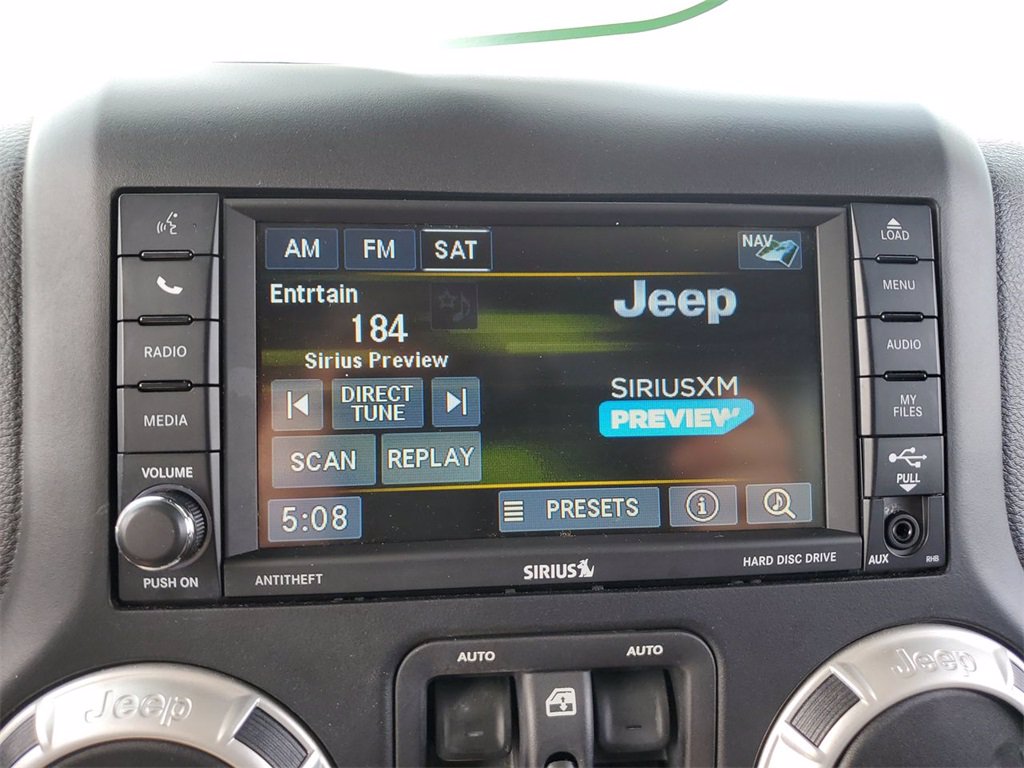 AM FM SAT NAV
LOAD
Entrtain
MENU
Jeep
184
Sirius Preview
RADIO
AUDIO
DIRECT
TUNE
SIRIUSXM
PREVIEW
MEDIA
MY
FILES
SCAN REPLAY
VOLUME
PULL
5:08 PRESETS
PUSH ON
ANTITHEFT
SIRIUS
HARD DISC DRIVE
AUX
RHB
AUTO AUTO
Jeep
Jeep